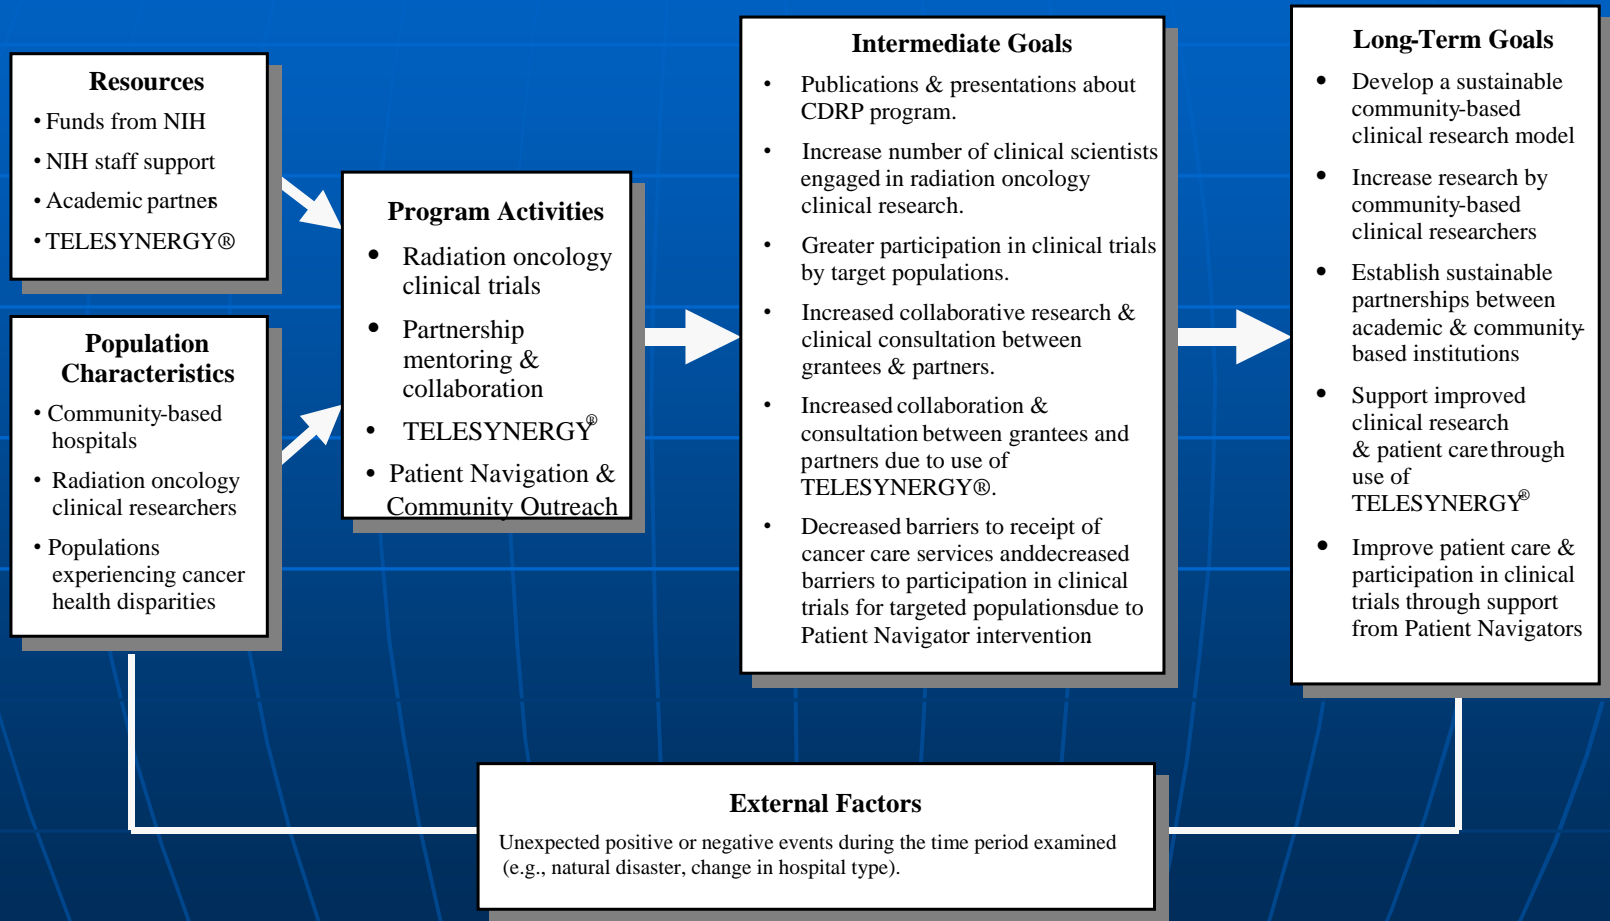 Resources
• Funds from NIH
• NIH staff support
• Academic partners
• TELESYNERGY®
Population
Characteristics
• Community-based
hospitals
• Radiation oncology
clinical researchers
• Populations
experiencing cancer
health disparities
Program Activities
• Radiation oncology
clinical trials
• Partnership
mentoring &
collaboration
• TELESYNERGY®
• Patient Navigation &
Community Outreach
Intermediate Goals
• Publications & presentations about
CDRP program.
• Increase number of clinical scientists
engaged in radiation oncology
clinical research.
• Greater participation in clinical trials
by target populations.
• Increased collaborative research &
clinical consultation between
grantees & partners.
• Increased collaboration &
consultation between grantees and
partners due to use of
TELESYNERGY®.
• Decreased barriers to receipt of
cancer care services anddecreased
barriers to participation in clinical
trials for targeted populationsdue to
Patient Navigator intervention
Long-Term Goals
• Develop a sustainable
community-based
clinical research model
• Increase research by
community-based
clinical researchers
• Establish sustainable
partnerships between
academic & community-
based institutions
• Support improved
clinical research
& patient care through
use of
TELESYNERGY®
• Improve patient care &
participation in clinical
trials through support
from Patient Navigators
External Factors
Unexpected positive or negative events during the time period examined
(e.g., natural disaster, change in hospital type).